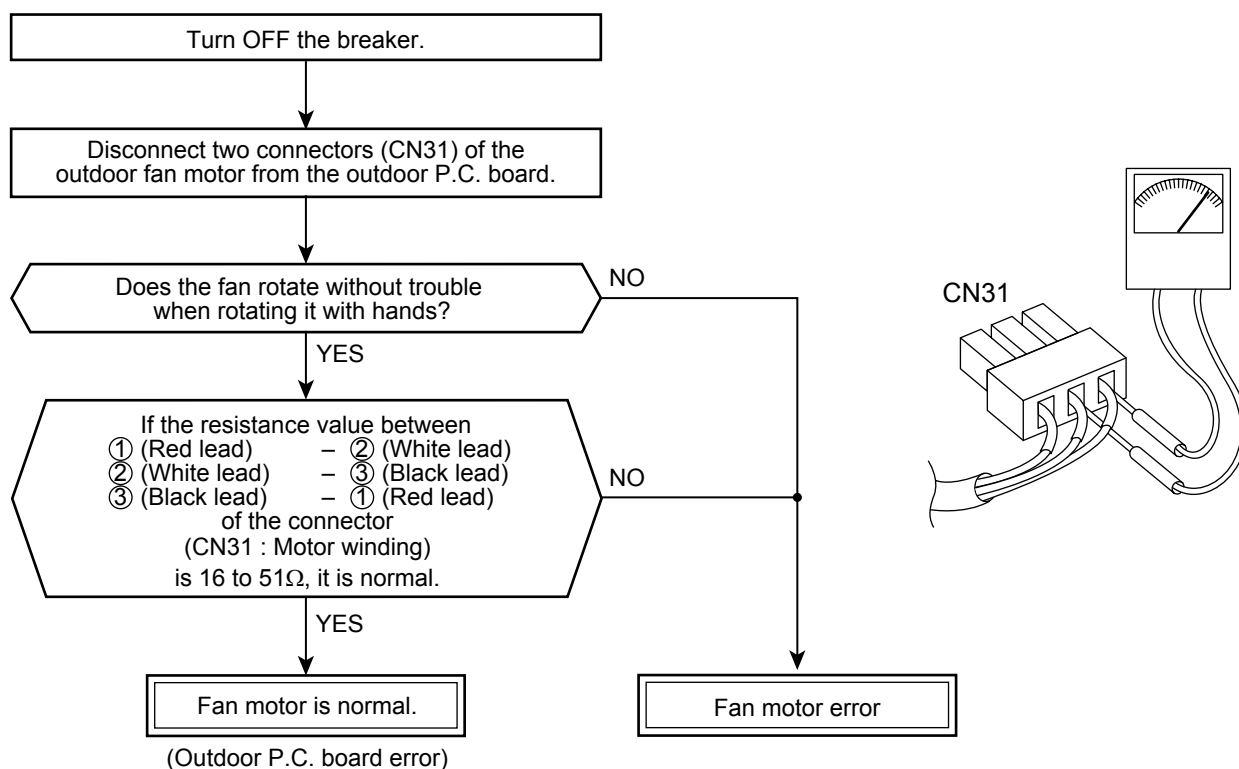 Turn OFF the breaker.
Disconnect two connectors (CN31) of the
outdoor fan motor from the outdoor P.C. board.
Does the fan rotate without trouble
when rotating it with hands?
NO
YES
If the resistance value between
① (Red lead) – ② (White lead)
② (White lead) – ③ (Black lead)
③ (Black lead) – ① (Red lead)
of the connector
(CN31 : Motor winding)
is 16 to 51Ω, it is normal.
NO
YES
Fan motor is normal.
(Outdoor P.C. board error)
Fan motor error
CN31